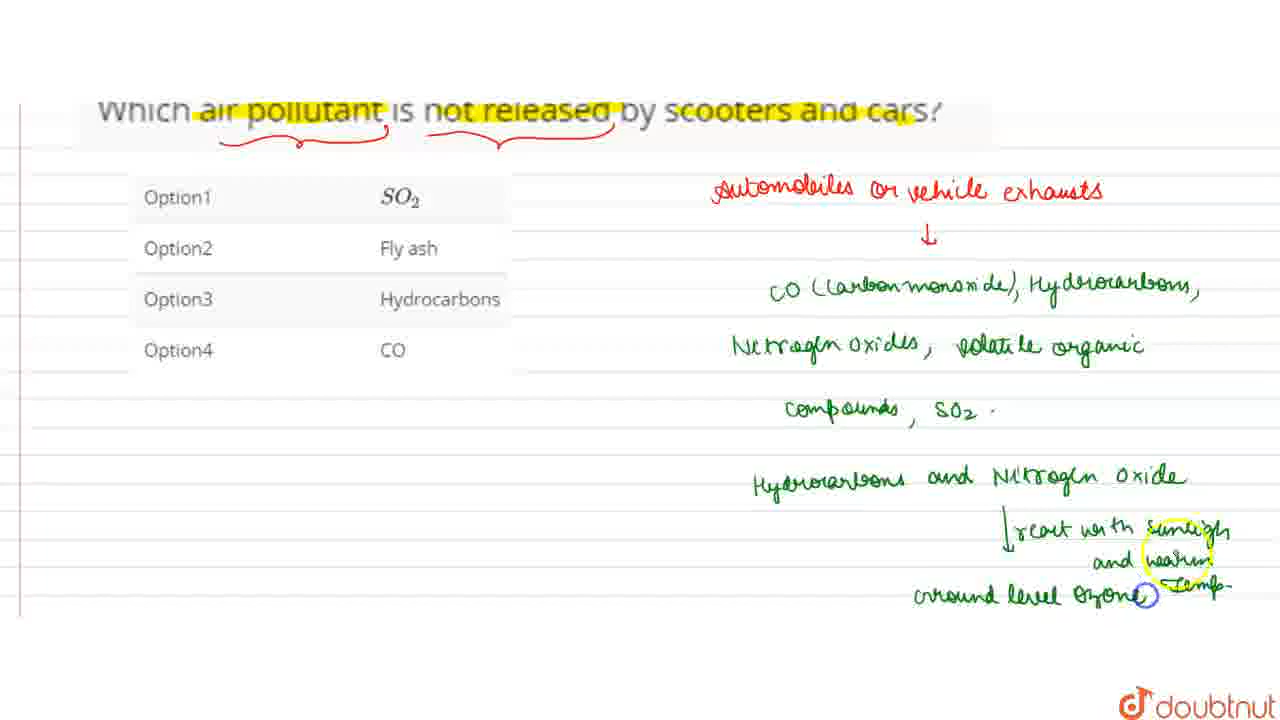 Which air pollutant is not released by scooters and cars?
Option1 SO2
Option2 Fly ash
Option3 Hydrocarbons
Option4 CO
Automobiles or vehicle exhausts
↓
CO (Carbon monoxide), Hydrocarbons,
Nitrogen oxides, volatile organic
compounds, SO2.
Hydrocarbons and Nitrogen oxide
↓ react with sunligh
and warm
Temp.
ground level ozone
doubtnut